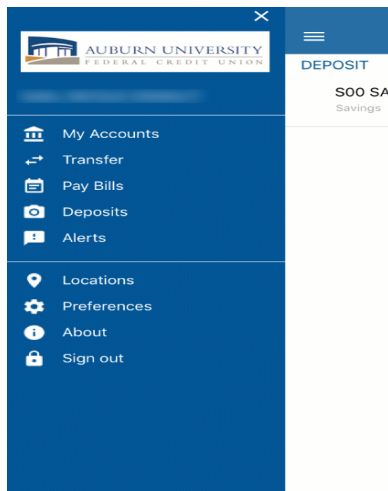 AUBURN UNIVERSITY
FEDERAL CREDIT UNION
My Accounts
Transfer
Pay Bills
Deposits
Alerts
Locations
Preferences
About
Sign out
DEPOSIT
S00 SA
Savings